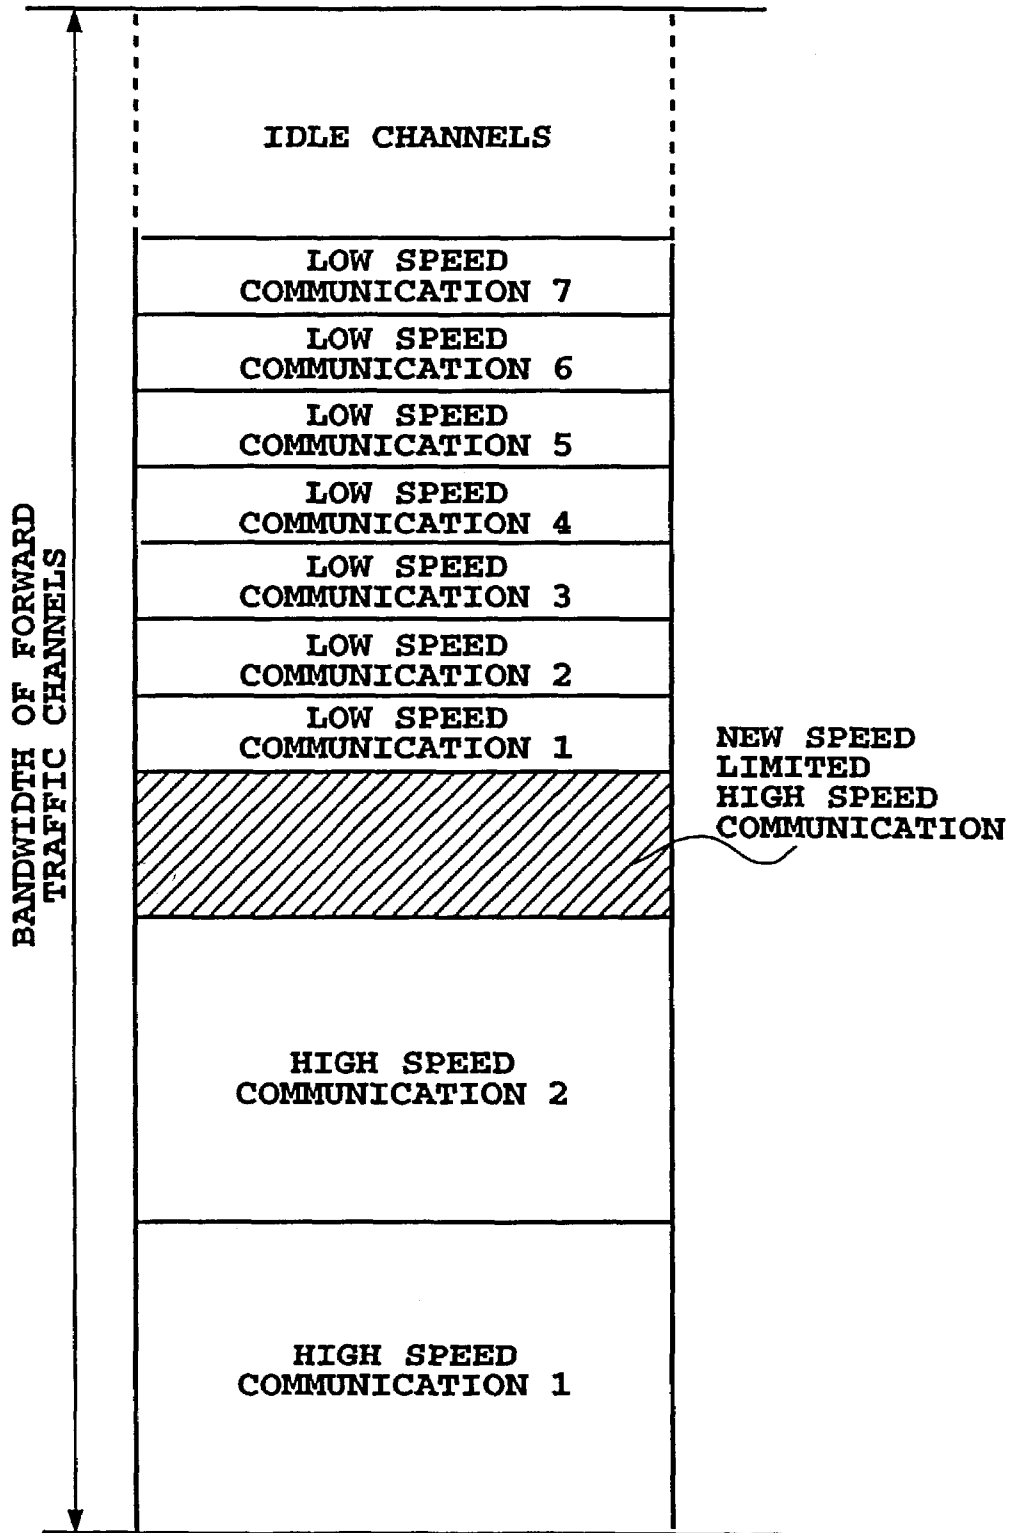 IDLE CHANNELS
LOW SPEED
COMMUNICATION 7
LOW SPEED
COMMUNICATION 6
LOW SPEED
COMMUNICATION 5
LOW SPEED
COMMUNICATION 4
LOW SPEED
COMMUNICATION 3
LOW SPEED
COMMUNICATION 2
LOW SPEED
COMMUNICATION 1
NEW SPEED
LIMITED
HIGH SPEED
COMMUNICATION
HIGH SPEED
COMMUNICATION 2
HIGH SPEED
COMMUNICATION 1
BANDWIDTH OF FORWARD
TRAFFIC CHANNELS